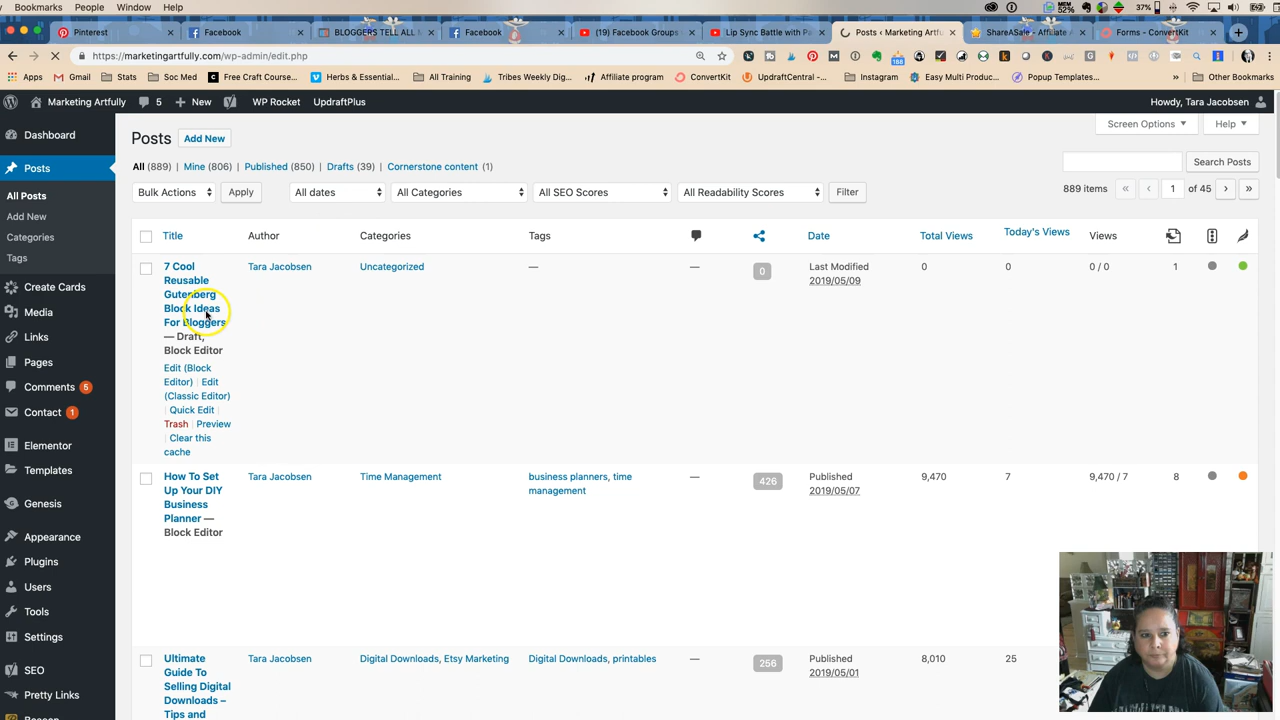 Bookmarks People Window Help 37%
Pinterest Facebook BLOGGERS TELL ALL Facebook (19) Facebook Groups Lip Sync Battle with Pa Posts ‹ Marketing Artfu ShareASale - Affiliate Forms - ConvertKit
https://marketingartfully.com/wp-admin/edit.php
Apps Gmail Stats Soc Med Free Craft Course... Herbs & Essential... All Training Tribes Weekly Dig... Affiliate program ConvertKit UpdraftCentral -... Instagram Easy Multi Produc... Popup Templates... » Other Bookmarks
Marketing Artfully 5 New WP Rocket UpdraftPlus Howdy, Tara Jacobsen
Dashboard
Posts
All Posts
Add New
Categories
Tags
Create Cards
Media
Links
Pages
Comments 5
Contact 1
Elementor
Templates
Genesis
Appearance
Plugins
Users
Tools
Settings
SEO
Pretty Links
Posts Add New Screen Options Help
All (889) | Mine (806) | Published (850) | Drafts (39) | Cornerstone content (1) Search Posts
Bulk Actions Apply All dates All Categories All SEO Scores All Readability Scores Filter 889 items « ‹ 1 of 45 › »
Title Author Categories Tags Date Total Views Today's Views Views
7 Cool Tara Jacobsen Uncategorized — — 0 Last Modified 0 0 0 / 0 1
Reusable 2019/05/09
Gutenberg
Block Ideas
For Bloggers
— Draft,
Block Editor
Edit (Block
Editor) | Edit
(Classic Editor)
| Quick Edit |
Trash | Preview
| Clear this
cache
How To Set Tara Jacobsen Time Management business planners, time — 426 Published 9,470 7 9,470 / 7 8
Up Your DIY management 2019/05/07
Business
Planner —
Block Editor
Ultimate Tara Jacobsen Digital Downloads, Etsy Marketing Digital Downloads, printables — 256 Published 8,010 25
Guide To 2019/05/01
Selling Digital
Downloads –
Tips and